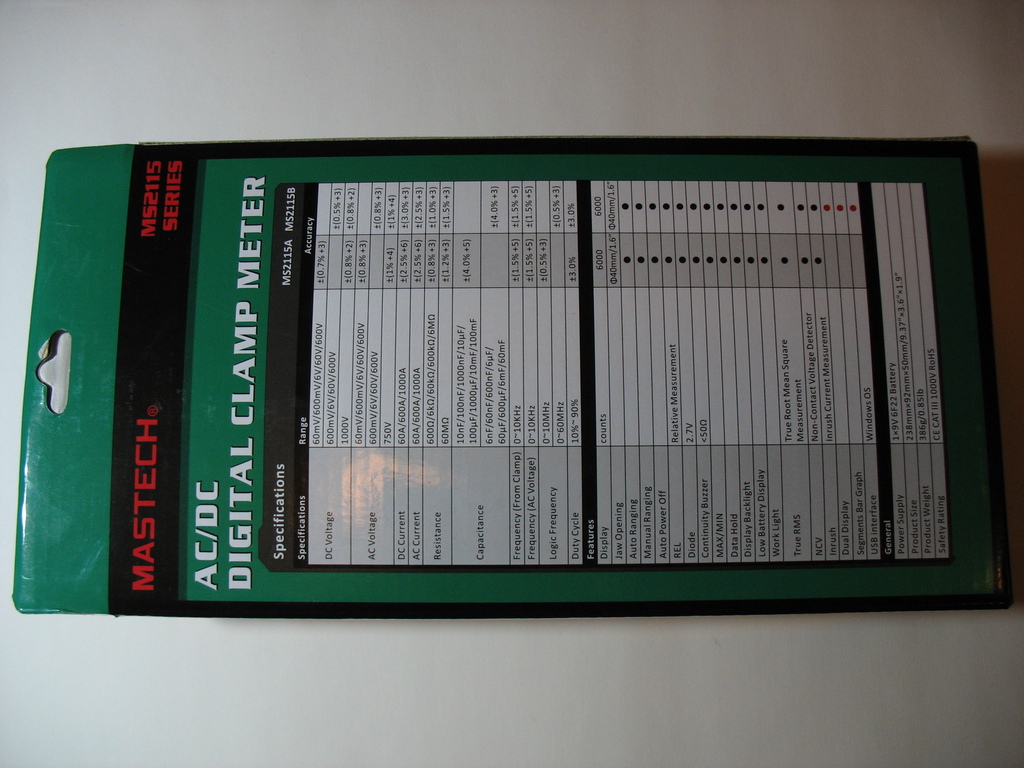 MASTECH® MS2115
SERIES
AC/DC
DIGITAL CLAMP METER
Specifications MS2115A MS2115B
Specifications Range Accuracy
DC Voltage 60mV/600mV/6V/60V/600V ±(0.7% +3) ±(0.5% +3)
600mV/6V/60V/600V
1000V ±(0.8% +2) ±(0.8% +2)
AC Voltage 60mV/600mV/6V/60V/600V ±(0.8% +3)
600mV/6V/60V/600V ±(0.8% +3)
750V ±(1% +4) ±(1% +4)
DC Current 60A/600A/1000A ±(2.5% +6) ±(3.0% +3)
AC Current 60A/600A/1000A ±(2.5% +6) ±(2.5% +3)
Resistance 600Ω/6kΩ/60kΩ/600kΩ/6MΩ ±(0.8% +3) ±(1.0% +3)
60MΩ ±(1.2% +3) ±(1.5% +3)
Capacitance 10nF/100nF/1000nF/10μF/
100μF/1000μF/10mF/100mF ±(4.0% +5)
6nF/60nF/600nF/6μF/
60μF/600μF/6mF/60mF ±(4.0% +3)
Frequency (From Clamp) 0~10KHz ±(1.5% +5) ±(1.5% +5)
Frequency (AC Voltage) 0~10KHz ±(1.5% +5) ±(1.5% +5)
Logic Frequency 0~10MHz ±(0.5% +3)
0~60MHz ±(0.5% +3)
Duty Cycle 10%~90% ±3.0% ±3.0%
Features
Display counts 6000 6000
Jaw Opening Φ40mm/1.6" Φ40mm/1.6"
Auto Ranging ● ●
Manual Ranging ● ●
Auto Power Off ● ●
REL Relative Measurement ● ●
Diode 2.7V ● ●
Continuity Buzzer <50Ω ● ●
MAX/MIN ● ●
Data Hold ● ●
Display Backlight ● ●
Low Battery Display ● ●
Work Light ● ●
True RMS True Root Mean Square
Measurement ● ●
NCV Non-Contact Voltage Detector ● ●
Inrush Inrush Current Measurement ● ●
Dual Display ●
Segments Bar Graph ●
USB Interface Windows OS ●
General
Power Supply 1×9V 6F22 Battery
Product Size 238mm×92mm×50mm/9.37"×3.6"×1.9"
Product Weight 386g/0.85lb
Safety Rating CE CAT III 1000V RoHS